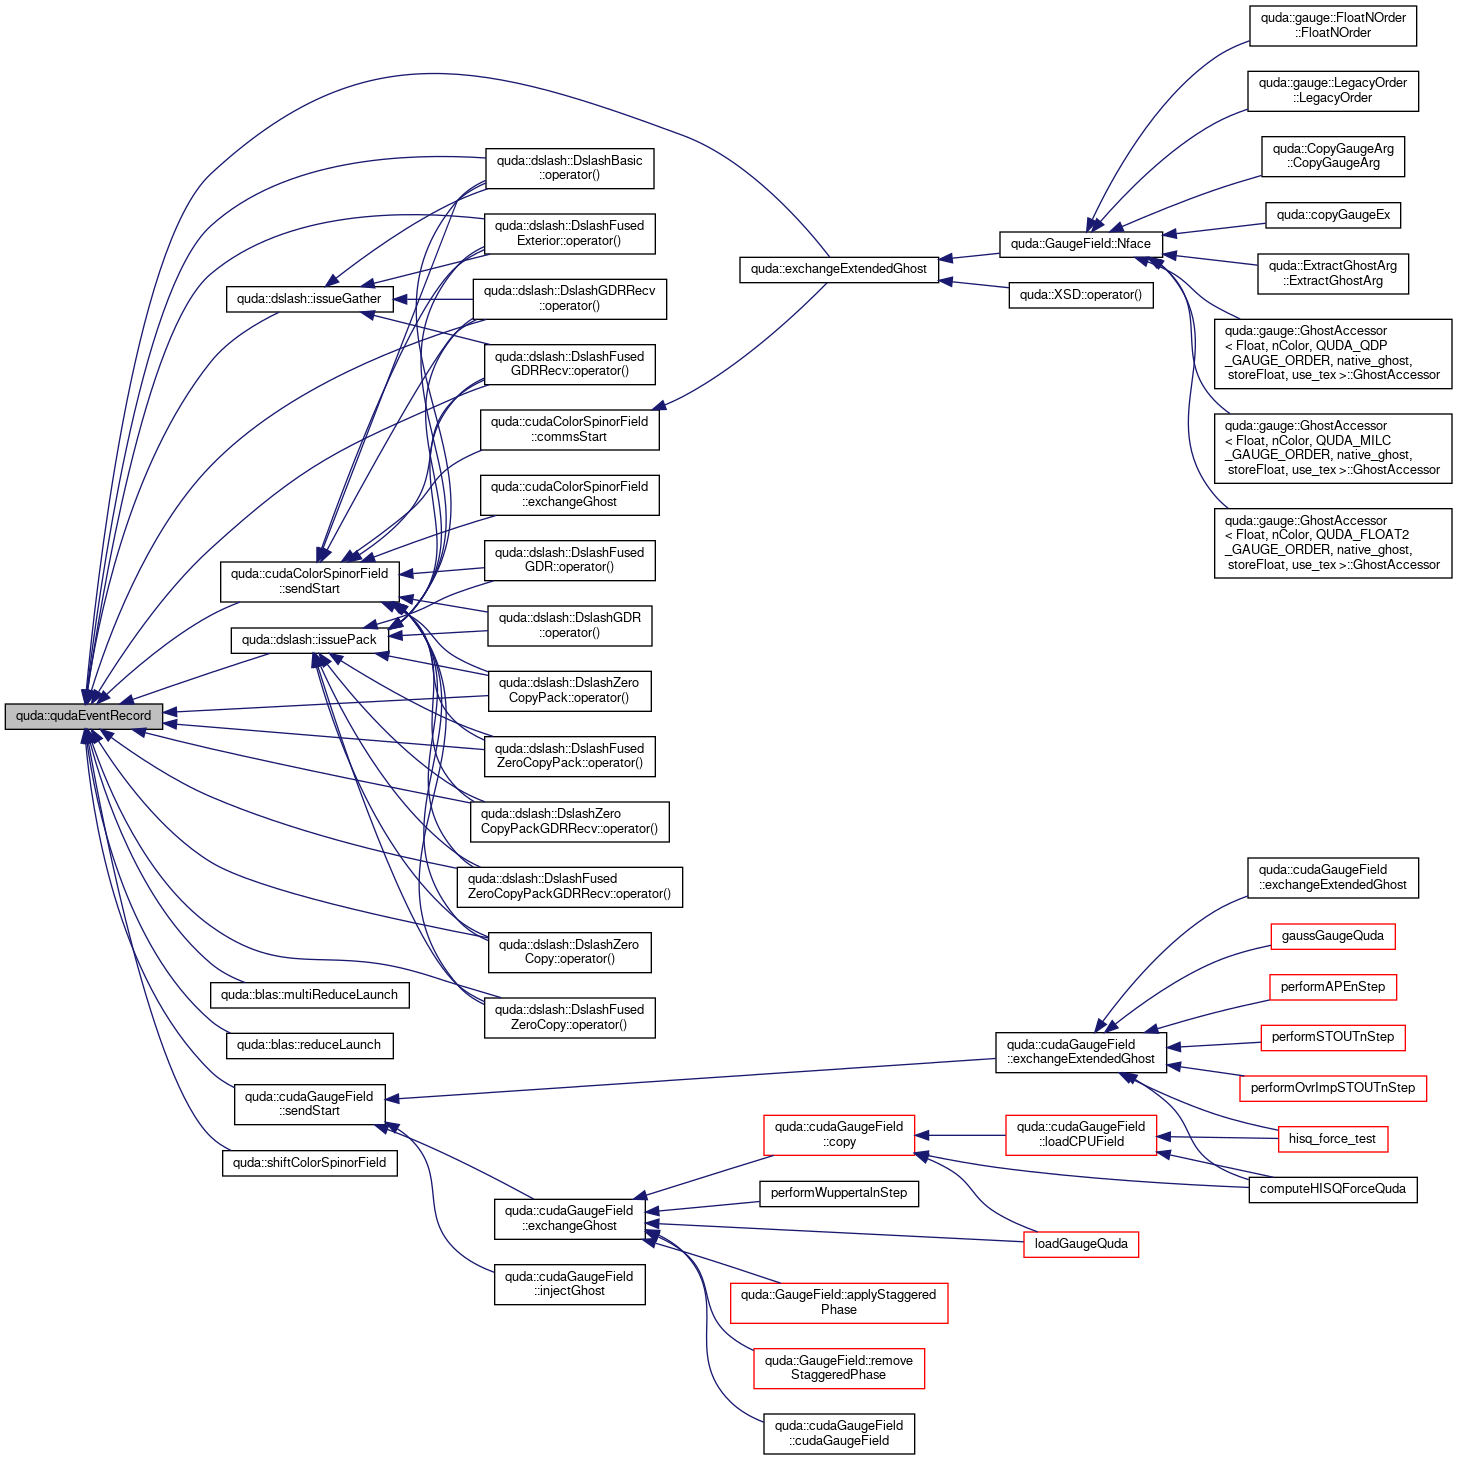 quda::gauge::FloatNOrder
::FloatNOrder
quda::gauge::LegacyOrder
::LegacyOrder
quda::CopyGaugeArg
::CopyGaugeArg
quda::copyGaugeEx
quda::GaugeField::Nface
quda::ExtractGhostArg
::ExtractGhostArg
quda::exchangeExtendedGhost
quda::XSD::operator()
quda::gauge::GhostAccessor
< Float, nColor, QUDA_QDP
_GAUGE_ORDER, native_ghost,
storeFloat, use_tex >::GhostAccessor
quda::gauge::GhostAccessor
< Float, nColor, QUDA_MILC
_GAUGE_ORDER, native_ghost,
storeFloat, use_tex >::GhostAccessor
quda::gauge::GhostAccessor
< Float, nColor, QUDA_FLOAT2
_GAUGE_ORDER, native_ghost,
storeFloat, use_tex >::GhostAccessor
quda::dslash::DslashBasic
::operator()
quda::dslash::DslashFused
Exterior::operator()
quda::dslash::issueGather
quda::dslash::DslashGDRRecv
::operator()
quda::dslash::DslashFused
GDRRecv::operator()
quda::cudaColorSpinorField
::commsStart
quda::cudaColorSpinorField
::exchangeGhost
quda::cudaColorSpinorField
::sendStart
quda::dslash::DslashFused
GDR::operator()
quda::dslash::DslashGDR
::operator()
quda::dslash::issuePack
quda::dslash::DslashZero
CopyPack::operator()
quda::qudaEventRecord
quda::dslash::DslashFused
ZeroCopyPack::operator()
quda::dslash::DslashZero
CopyPackGDRRecv::operator()
quda::dslash::DslashFused
ZeroCopyPackGDRRecv::operator()
quda::dslash::DslashZero
Copy::operator()
quda::blas::multiReduceLaunch
quda::dslash::DslashFused
ZeroCopy::operator()
quda::blas::reduceLaunch
quda::cudaGaugeField
::sendStart
quda::shiftColorSpinorField
quda::cudaGaugeField
::exchangeExtendedGhost
gaussGaugeQuda
performAPEnStep
performSTOUTnStep
quda::cudaGaugeField
::exchangeExtendedGhost
performOvrImpSTOUTnStep
quda::cudaGaugeField
::copy
quda::cudaGaugeField
::loadCPUField
hisq_force_test
computeHISQForceQuda
performWuppertalnStep
quda::cudaGaugeField
::exchangeGhost
loadGaugeQuda
quda::cudaGaugeField
::injectGhost
quda::GaugeField::applyStaggered
Phase
quda::GaugeField::remove
StaggeredPhase
quda::cudaGaugeField
::cudaGaugeField